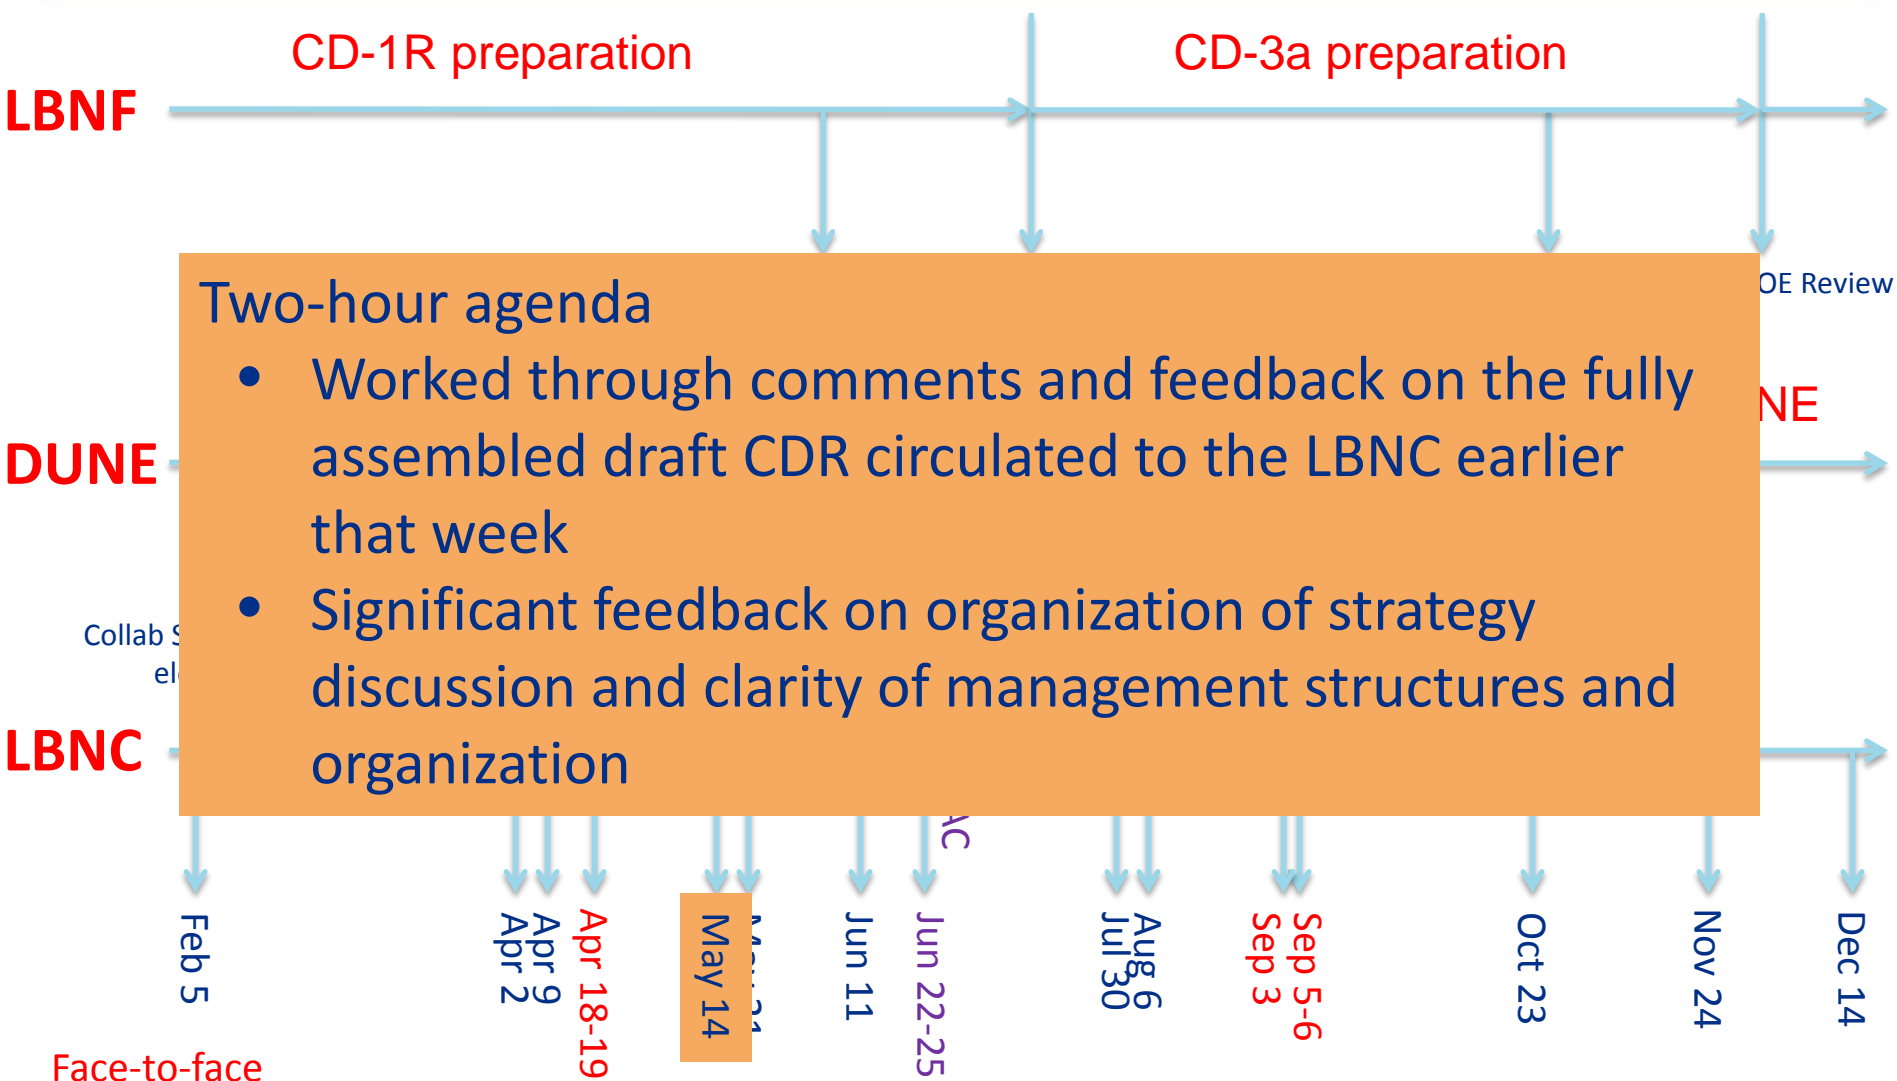 CD-1R preparation
CD-3a preparation
LBNF
OE Review
Two-hour agenda
• Worked through comments and feedback on the fully
assembled draft CDR circulated to the LBNC earlier
that week
• Significant feedback on organization of strategy
discussion and clarity of management structures and
organization
NE
DUNE
Collab
LBNC
AC
Feb 5
Apr 2
Apr 9
Apr 18-19
May 14
Jun 11
Jun 22-25
Jul 30
Aug 6
Sep 3
Sep 5-6
Oct 23
Nov 24
Dec 14
Face-to-face